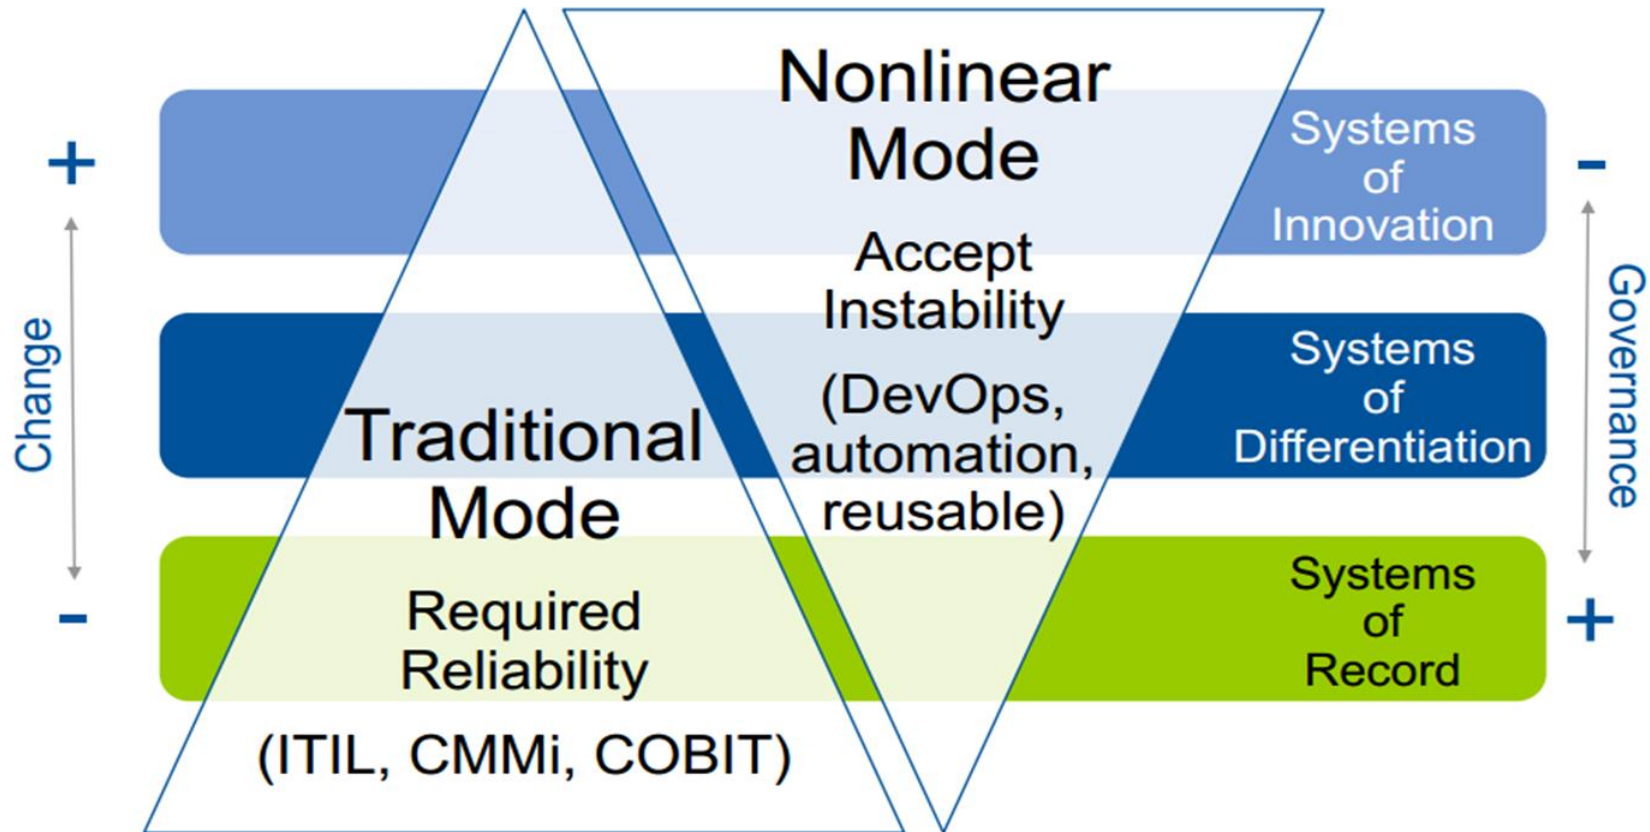 Nonlinear
Mode
Accept
Instability
(DevOps,
automation,
reusable)
Traditional
Mode
Required
Reliability
(ITIL, CMMi, COBIT)
Systems
of
Innovation
Systems
of
Differentiation
Systems
of
Record
+
Change
-
-
Governance
+